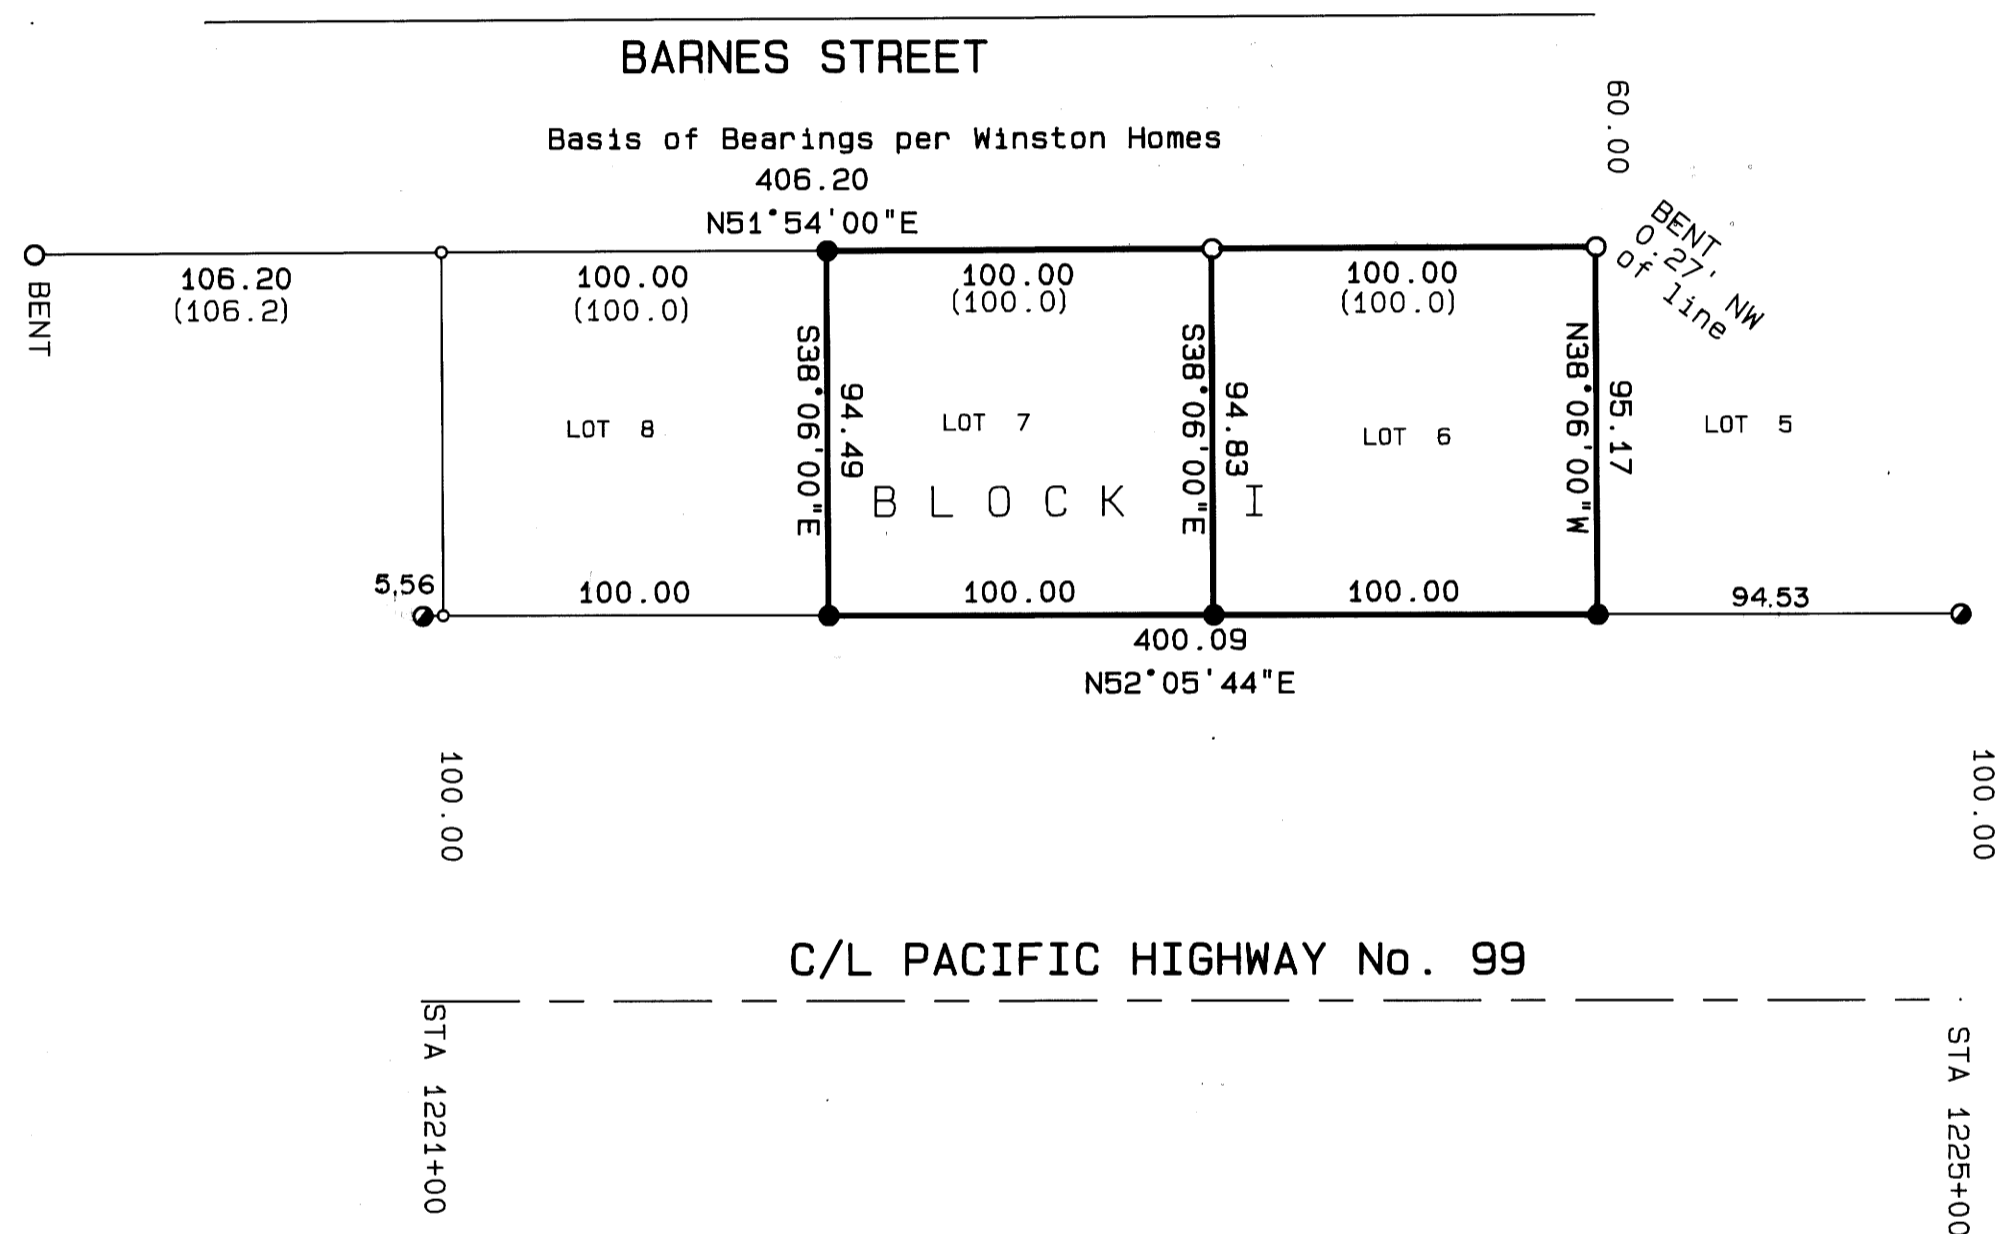 BARNES STREET
60.00
Basis of Bearings per Winston Homes
406.20
N51°54'00"E
BENT
0.27' NW
of line
106.20
(106.2)
100.00
(100.0)
100.00
(100.0)
100.00
(100.0)
BENT
S38°06'00"E
94.49
S38°06'00"E
94.83
N38°06'00"W
95.17
LOT 8
LOT 7
LOT 6
LOT 5
BLOCK I
5.56
100.00
100.00
100.00
94.53
400.09
N52°05'44"E
100.00
100.00
C/L PACIFIC HIGHWAY No. 99
STA 1221+00
STA 1225+00